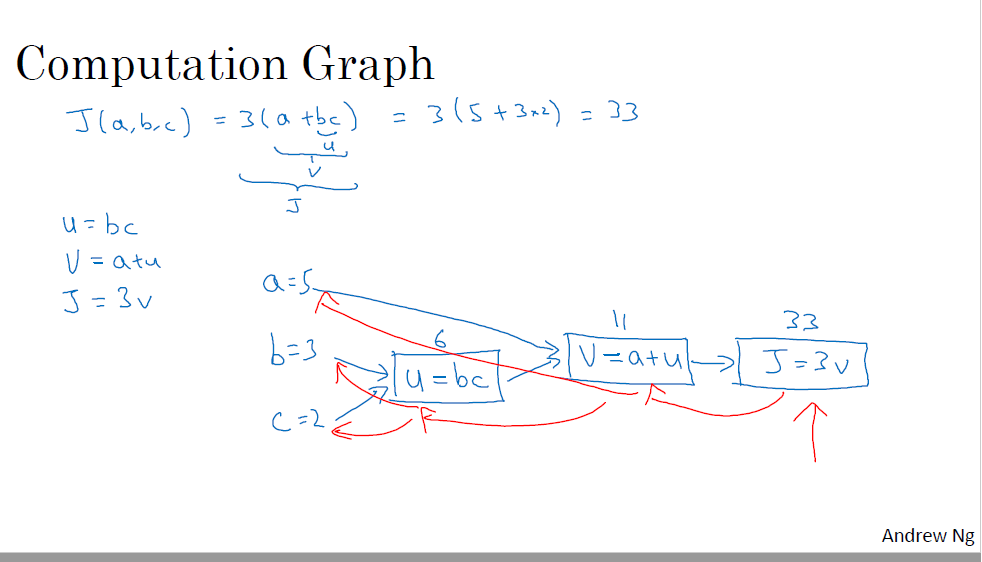 Computation Graph
J(a,b,c) = 3(a+bc) = 3(5+3×2) = 33
u
v
J
u = bc
v = a+u
J = 3v
a=5
11
33
6
b=3
u = bc
v = a+u
J = 3v
c=2
Andrew Ng